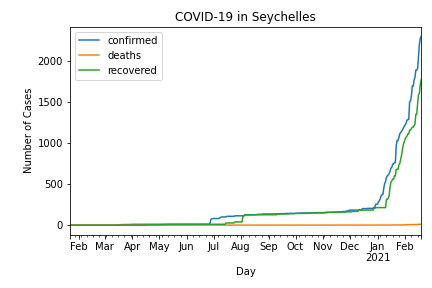 COVID-19 in Seychelles
confirmed
deaths
recovered
Number of Cases
2000
1500
1000
500
0
Feb Mar Apr May Jun Jul Aug Sep Oct Nov Dec Jan Feb
2021
Day